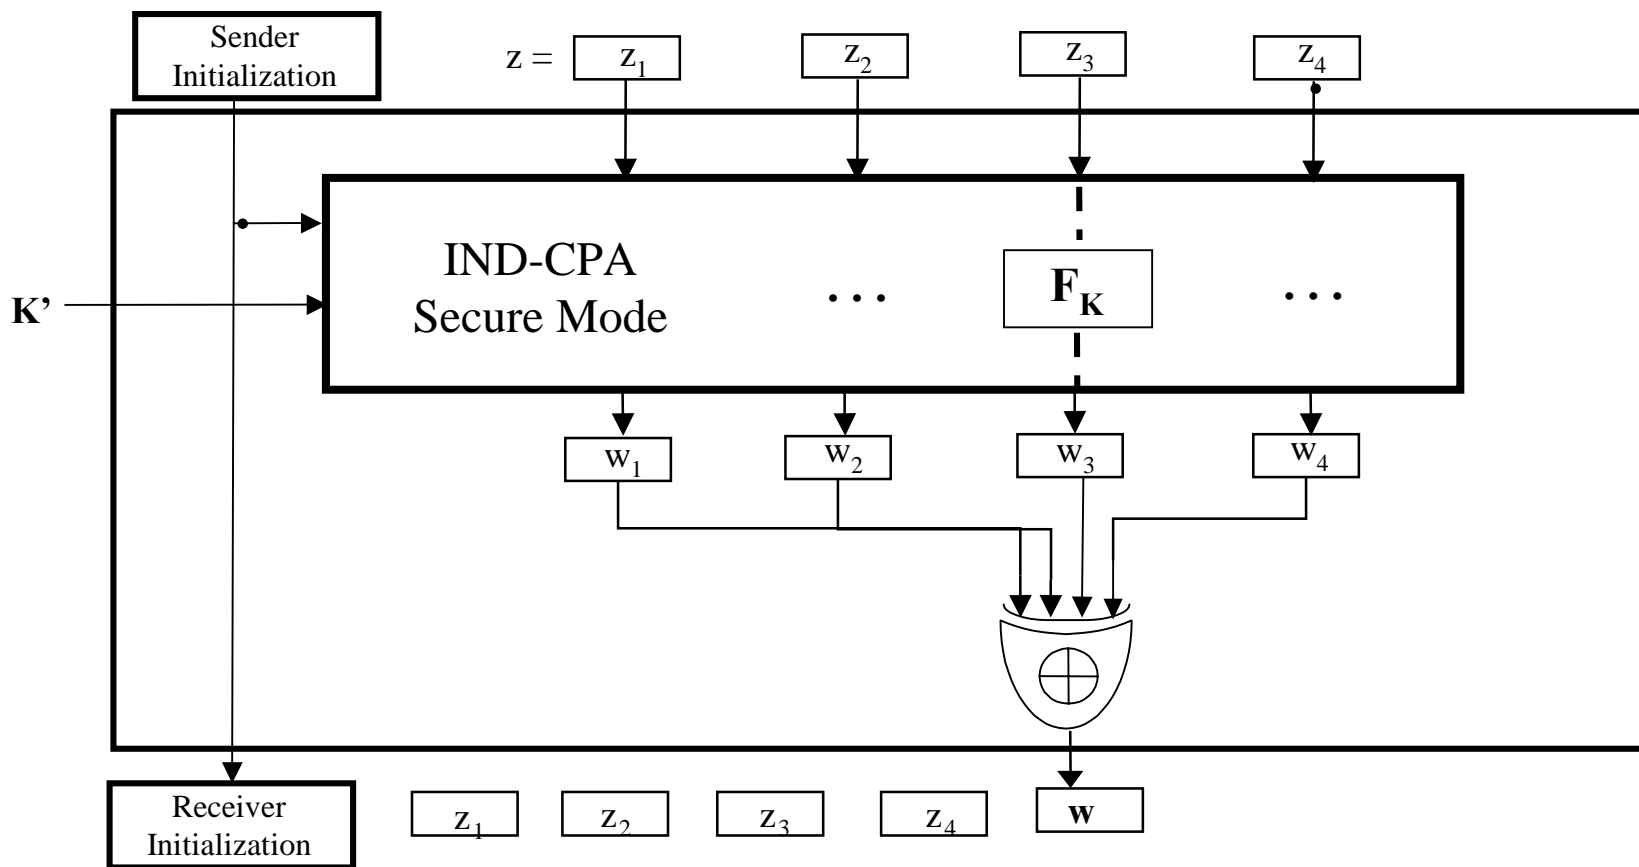 Sender
Initialization
z =
z₁
z₂
z₃
z₄
IND-CPA
Secure Mode
...
F_K
...
K’
w₁
w₂
w₃
w₄
Receiver
Initialization
z₁
z₂
z₃
z₄
w